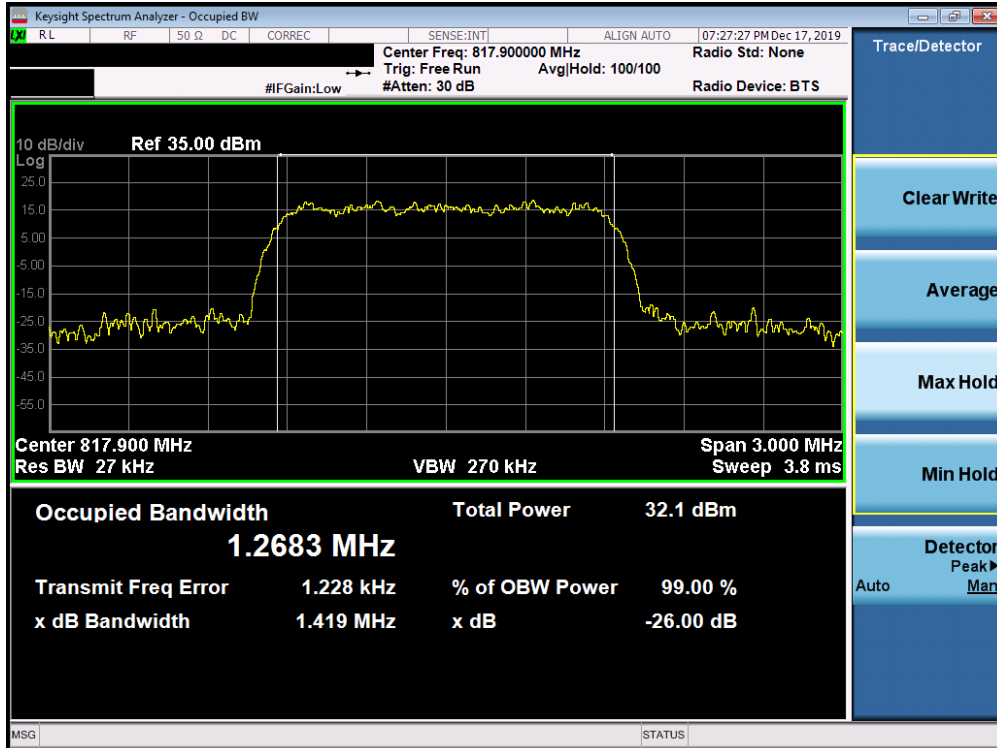 Keysight Spectrum Analyzer - Occupied BW
LXI RL RF 50 Ω DC CORREC SENSE:INT ALIGN AUTO 07:27:27 PM Dec 17, 2019
Center Freq: 817.900000 MHz Radio Std: None
Trig: Free Run Avg|Hold: 100/100
#IFGain:Low #Atten: 30 dB Radio Device: BTS
Trace/Detector
10 dB/div Ref 35.00 dBm
Log
25.0
15.0
5.00
-5.00
-15.0
-25.0
-35.0
-45.0
-55.0
Center 817.900 MHz Span 3.000 MHz
Res BW 27 kHz VBW 270 kHz Sweep 3.8 ms
Occupied Bandwidth Total Power 32.1 dBm
1.2683 MHz
Transmit Freq Error 1.228 kHz % of OBW Power 99.00 %
x dB Bandwidth 1.419 MHz x dB -26.00 dB
Clear Write
Average
Max Hold
Min Hold
Detector
Peak▶
Auto Man
MSG STATUS